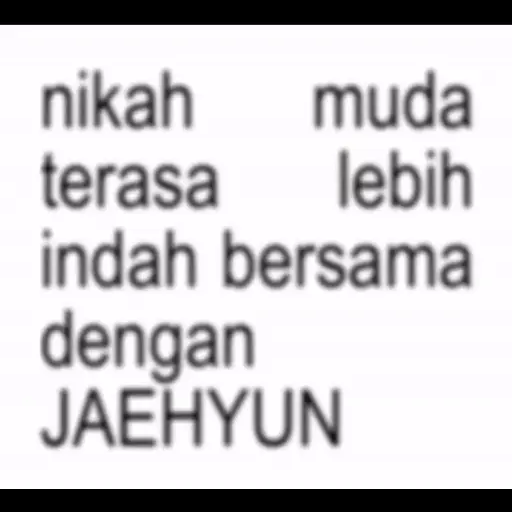 nikah muda
terasa lebih
indah bersama
dengan
JAEHYUN